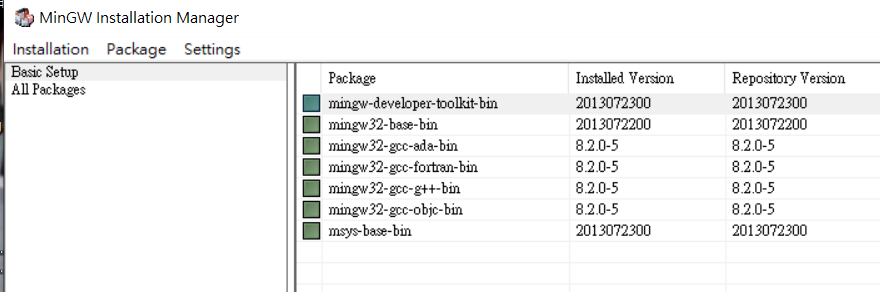 MinGW Installation Manager
Installation Package Settings
Basic Setup
All Packages
Package Installed Version Repository Version
mingw-developer-toolkit-bin 2013072300 2013072300
mingw32-base-bin 2013072200 2013072200
mingw32-gcc-ada-bin 8.2.0-5 8.2.0-5
mingw32-gcc-fortran-bin 8.2.0-5 8.2.0-5
mingw32-gcc-g++-bin 8.2.0-5 8.2.0-5
mingw32-gcc-objc-bin 8.2.0-5 8.2.0-5
msys-base-bin 2013072300 2013072300